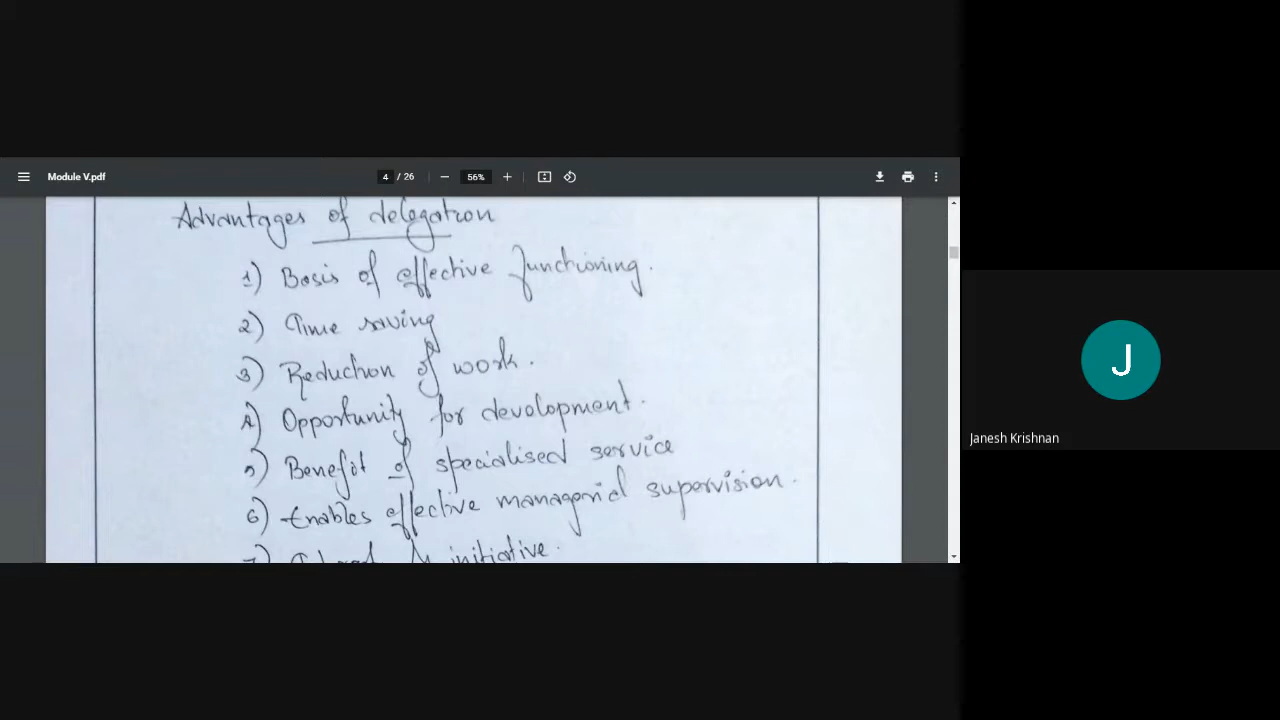 Module V.pdf
4 / 26
56%
Advantages of delegation
1) Basis of effective functioning.
2) Time saving
3) Reduction of work.
4) Opportunity for development.
5) Benefit of specialised service
6) Enables effective managerial supervision.
7) initiative.
J
Janesh Krishnan